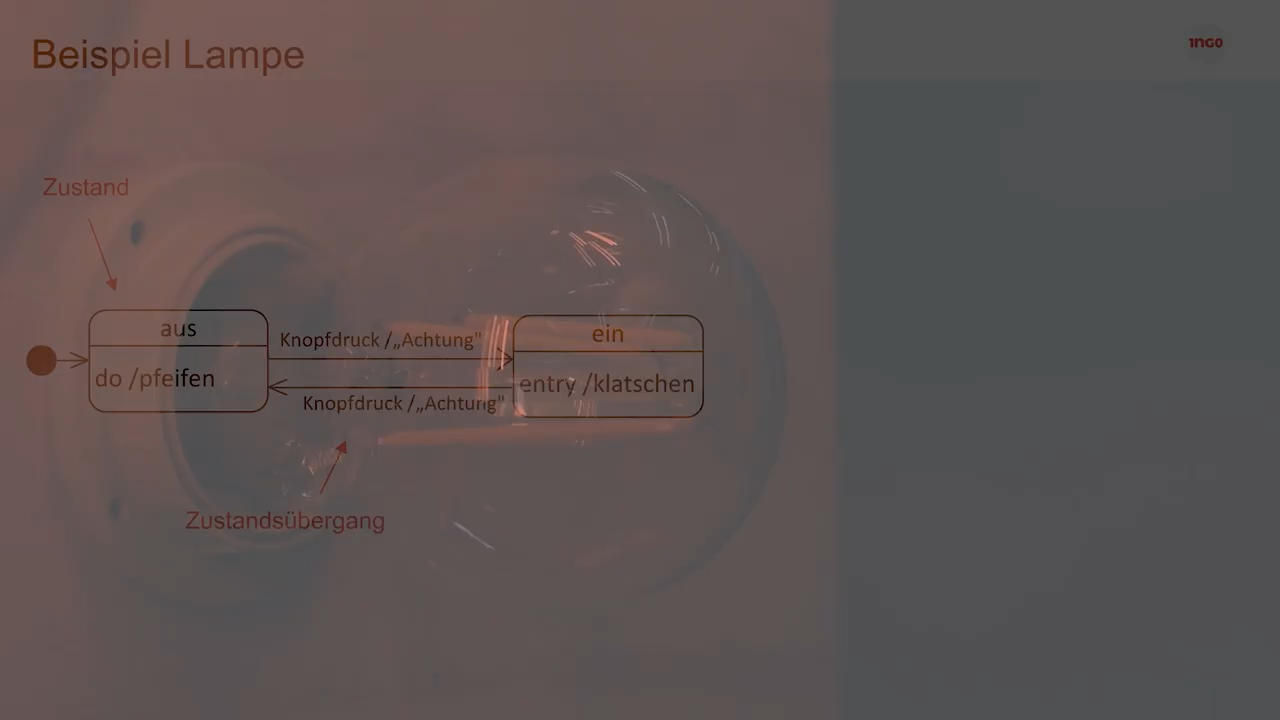 Beispiel Lampe
1NGO
Zustand
aus
do /pfeifen
Knopfdruck /„Achtung"
Knopfdruck /„Achtung"
ein
entry /klatschen
Zustandsübergang